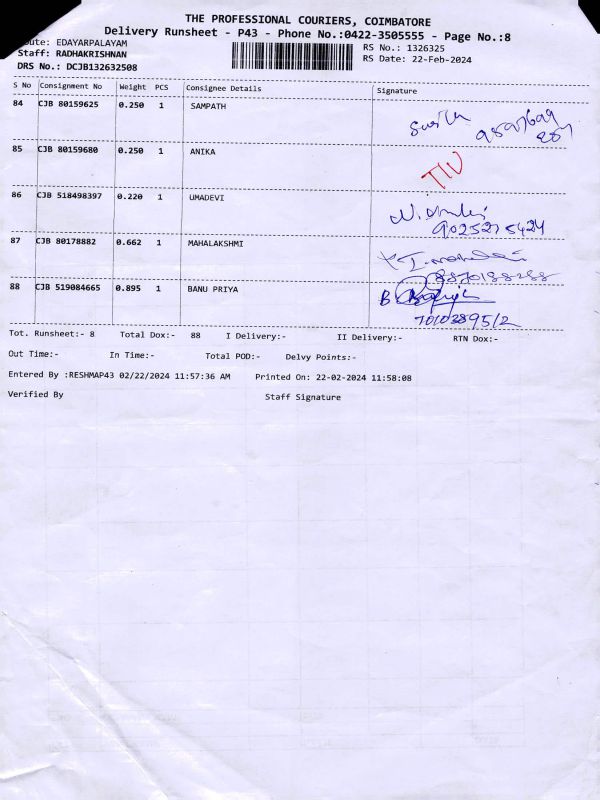 THE PROFESSIONAL COURIERS, COIMBATORE
Delivery Runsheet - P43 - Phone No.:0422-3505555 - Page No.:8
EDAYARPALAYAM
RS No.: 1326325
Staff: RADHAKRISHNAN
RS Date: 22-Feb-2024
DRS No.: DCJB132632508
S No Consignment No Weight PCS Consignee Details Signature
84 CJB 80159625 0.250 1 SAMPATH
85 CJB 80159680 0.250 1 ANIKA
86 CJB 518498397 0.220 1 UMADEVI
9025275424
87 CJB 80178882 0.662 1 MAHALAKSHMI
88 CJB 519084665 0.895 1 BANU PRIYA
B
Tot. Runsheet:- 8 Total Dox:- 88 I Delivery:- II Delivery:- RTN Dox:-
Out Time:- In Time:- Total POD:- Delvy Points:-
Entered By :RESHMAP43 02/22/2024 11:57:36 AM Printed On: 22-02-2024 11:58:08
Verified By Staff Signature